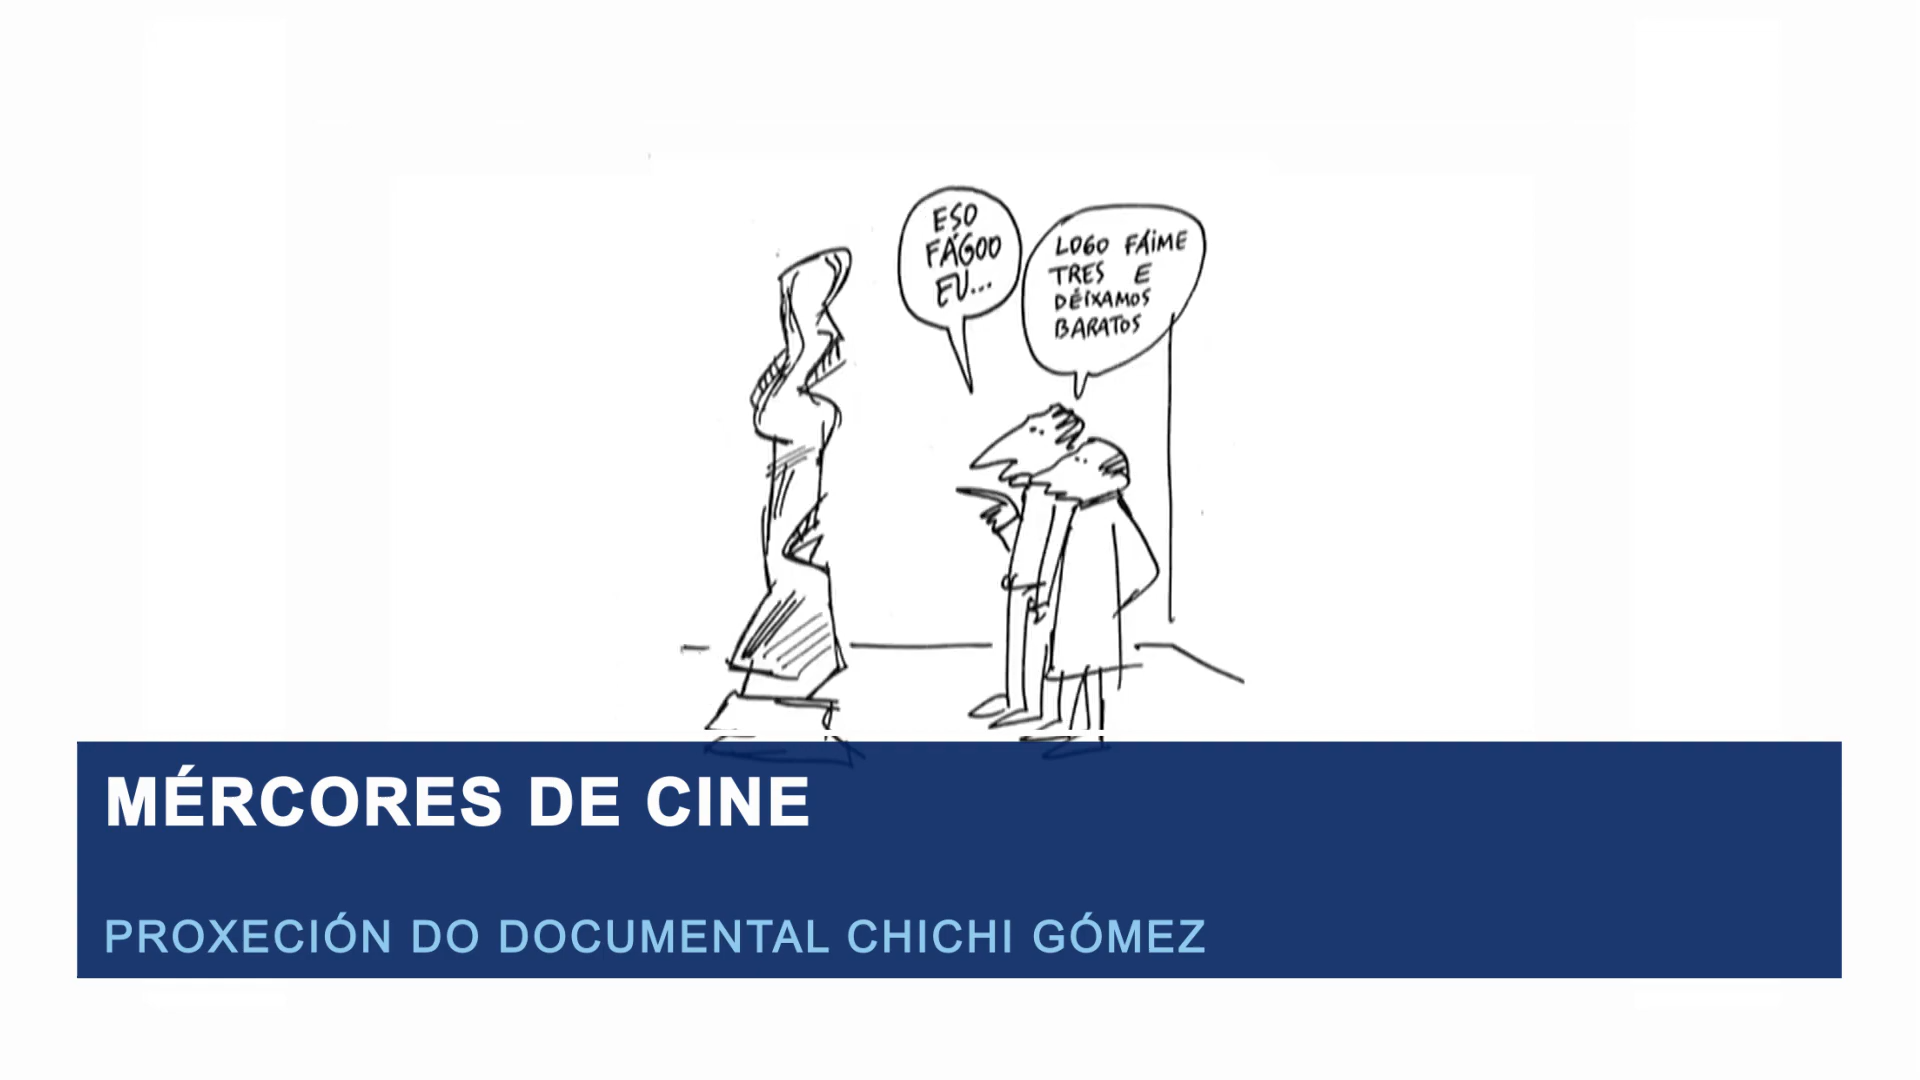 ESO
FÁGOO
EU...
LOGO FÁIME
TRES E
DÉIXAMOS
BARATOS
MÉRCORES DE CINE
PROXECIÓN DO DOCUMENTAL CHICHI GÓMEZ